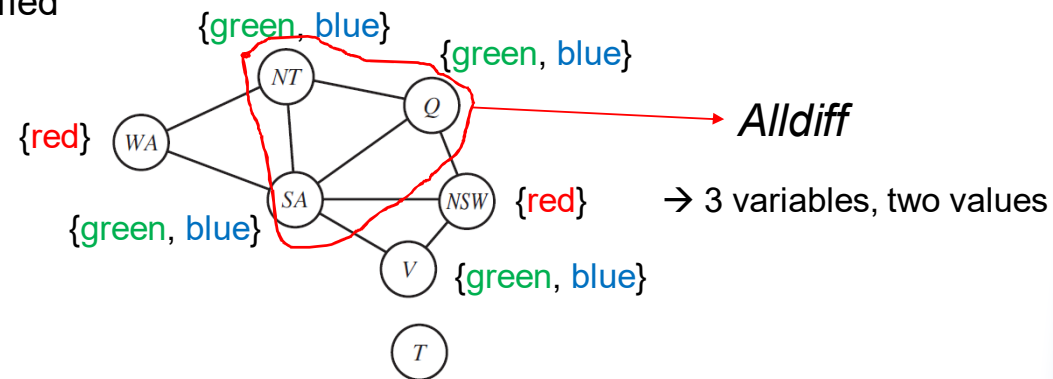 {green, blue}
{green, blue}
NT
Q
Alldiff
{red}
WA
SA
NSW
{red}
→ 3 variables, two values
{green, blue}
V
{green, blue}
T